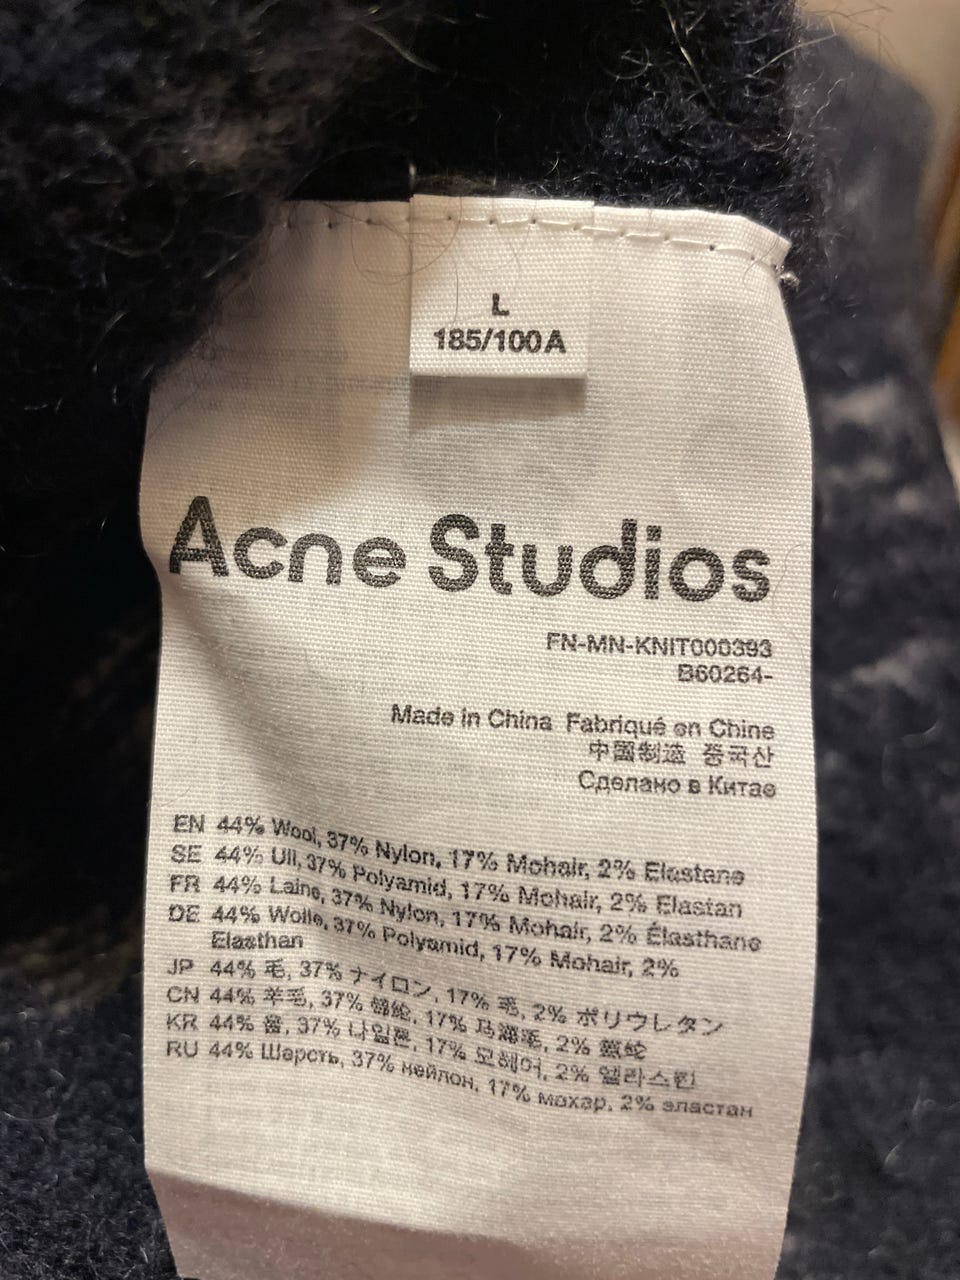 L
185/100A
Acne Studios
FN-MN-KNIT000393
B60264-
Made in China Fabriqué en Chine
中國制造 중국산
Сделано в Китае
EN 44% Wool, 37% Nylon, 17% Mohair, 2% Elastane
SE 44% Ull, 37% Polyamid, 17% Mohair, 2% Elastan
FR 44% Laine, 37% Nylon, 17% Mohair, 2% Élasthane
DE 44% Wolle, 37% Polyamid, 17% Mohair, 2%
Elasthan
JP 44% 毛, 37% ナイロン, 17% 毛, 2% ポリウレタン
CN 44% 羊毛, 37% 锦纶, 17% 马海毛, 2% 氨纶
KR 44% 울, 37% 나일론, 17% 모헤어, 2% 엘라스틴
RU 44% Шерсть, 37% нейлон, 17% мохар, 2% эластан